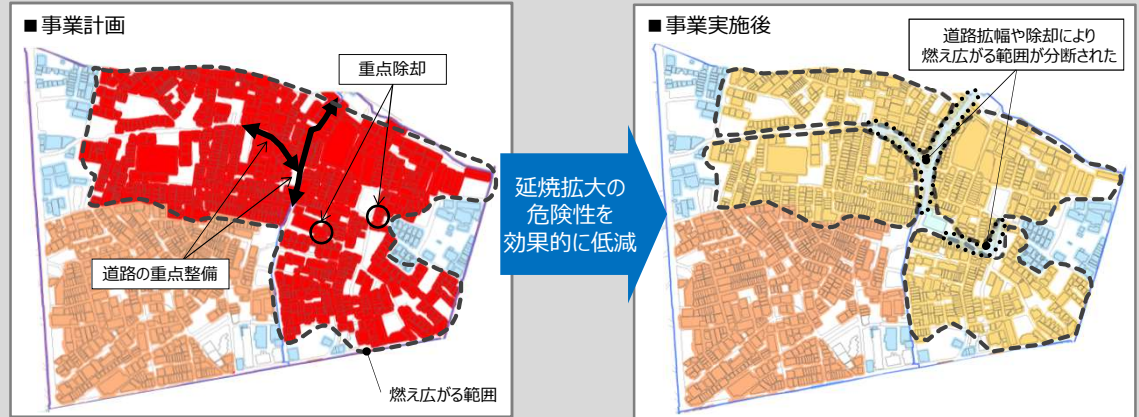 ■事業計画
重点除却
道路の重点整備
燃え広がる範囲
延焼拡大の
危険性を
効果的に低減
■事業実施後
道路拡幅や除却により
燃え広がる範囲が分断された